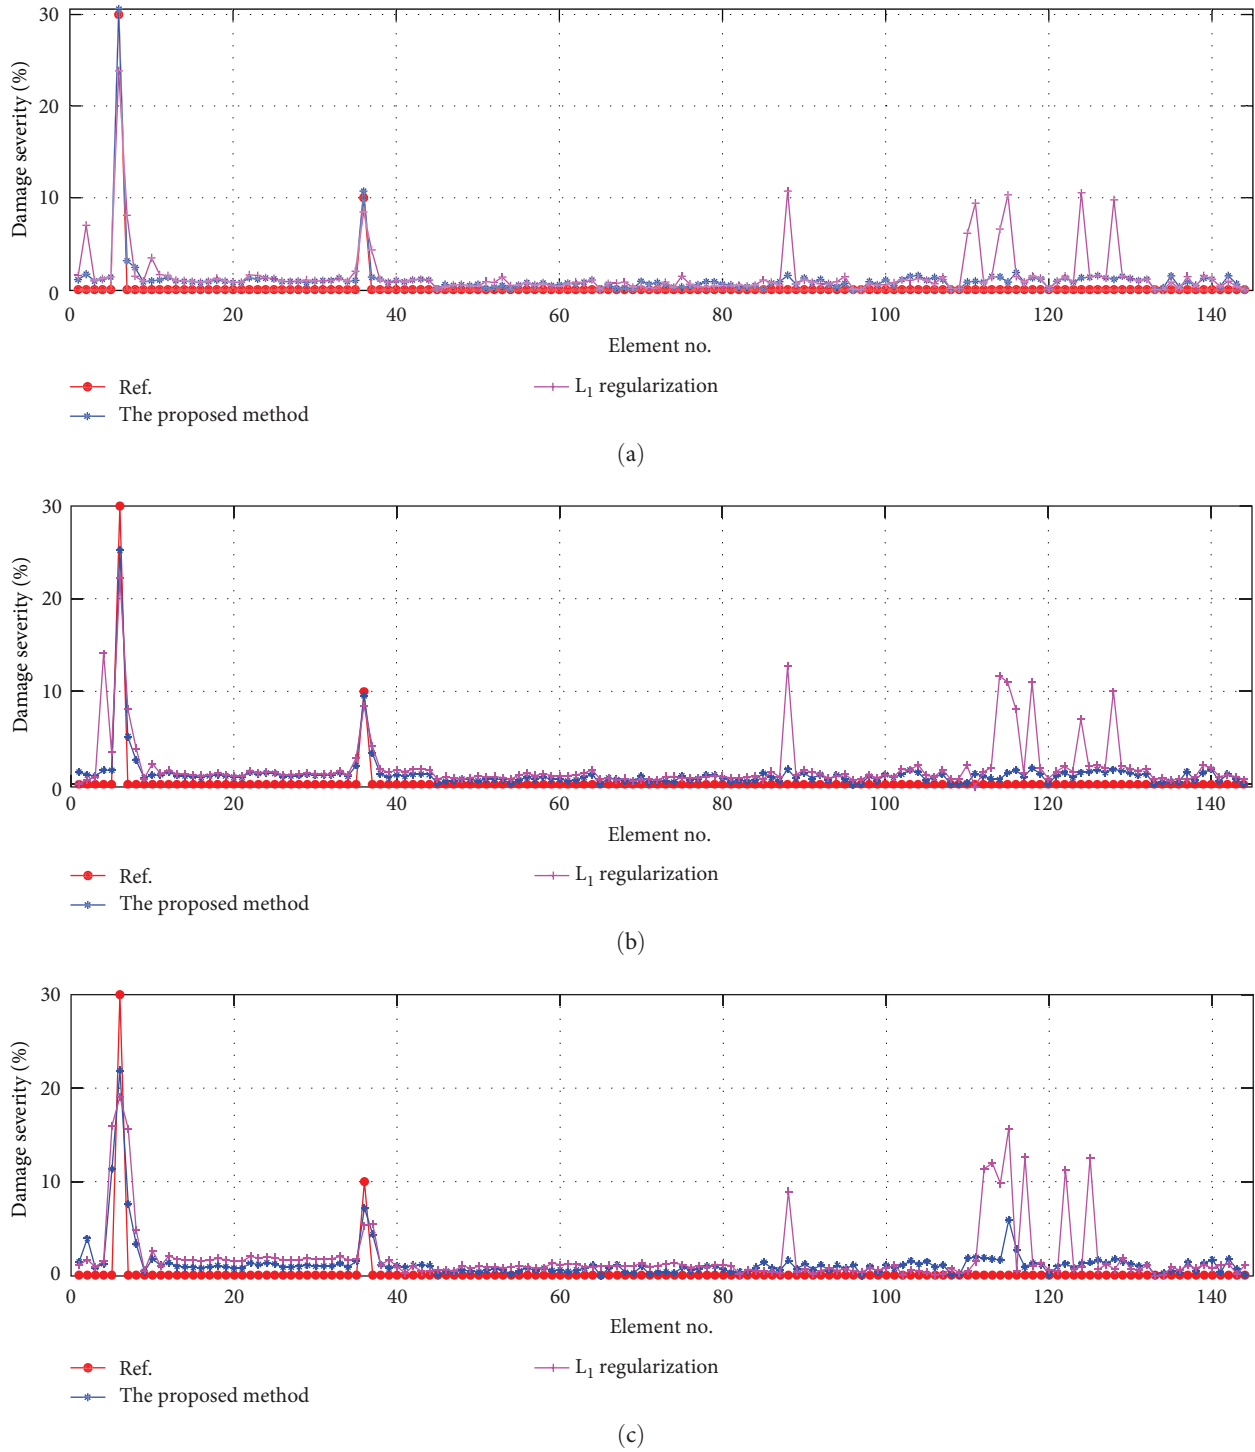 30
20
10
0
Damage severity (%)
0 20 40 60 80 100 120 140
Element no.
Ref.
The proposed method
L1 regularization
(a)
30
20
10
0
Damage severity (%)
0 20 40 60 80 100 120 140
Element no.
Ref.
The proposed method
L1 regularization
(b)
30
20
10
0
Damage severity (%)
0 20 40 60 80 100 120 140
Element no.
Ref.
The proposed method
L1 regularization
(c)